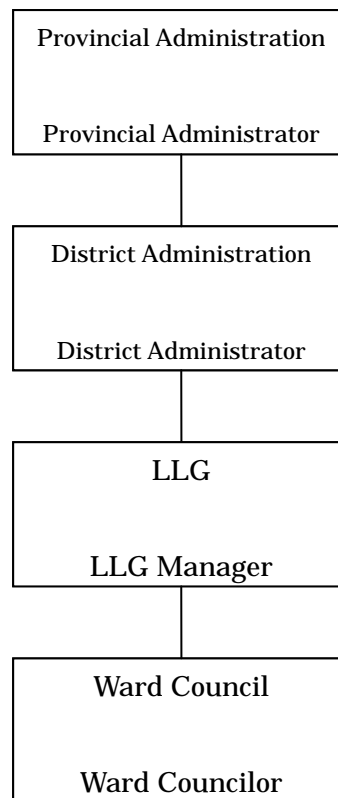 Provincial Administration
Provincial Administrator
District Administration
District Administrator
LLG
LLG Manager
Ward Council
Ward Councilor